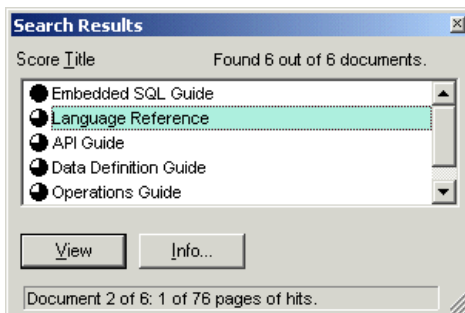 Search Results
Score Title Found 6 out of 6 documents.
Embedded SQL Guide
Language Reference
API Guide
Data Definition Guide
Operations Guide
View Info...
Document 2 of 6: 1 of 76 pages of hits.